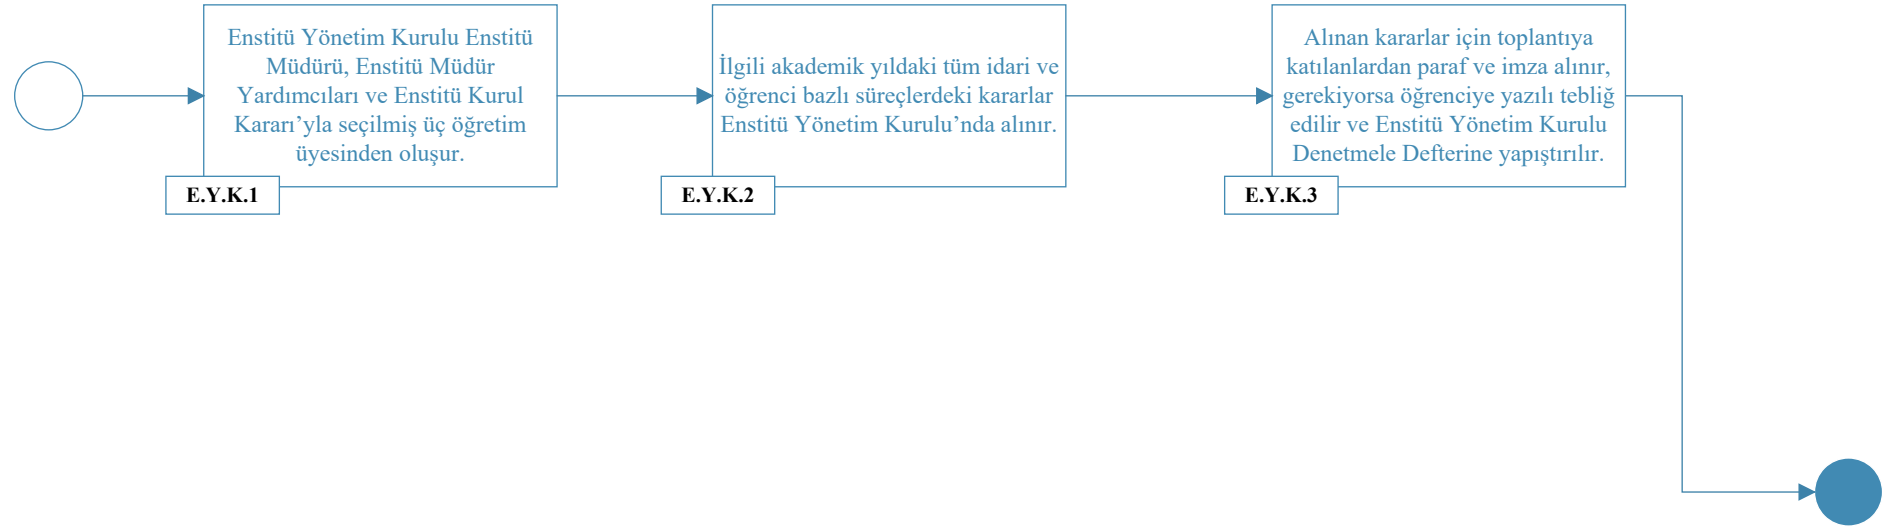 Enstitü Yönetim Kurulu Enstitü
Müdürü, Enstitü Müdür
Yardımcıları ve Enstitü Kurul
Kararı’yla seçilmiş üç öğretim
üyesinden oluşur.
E.Y.K.1
İlgili akademik yıldaki tüm idari ve
öğrenci bazlı süreçlerdeki kararlar
Enstitü Yönetim Kurulu’nda alınır.
E.Y.K.2
Alınan kararlar için toplantıya
katılanlardan paraf ve imza alınır,
gerekiyorsa öğrenciye yazılı tebliğ
edilir ve Enstitü Yönetim Kurulu
Denetmele Defterine yapıştırılır.
E.Y.K.3